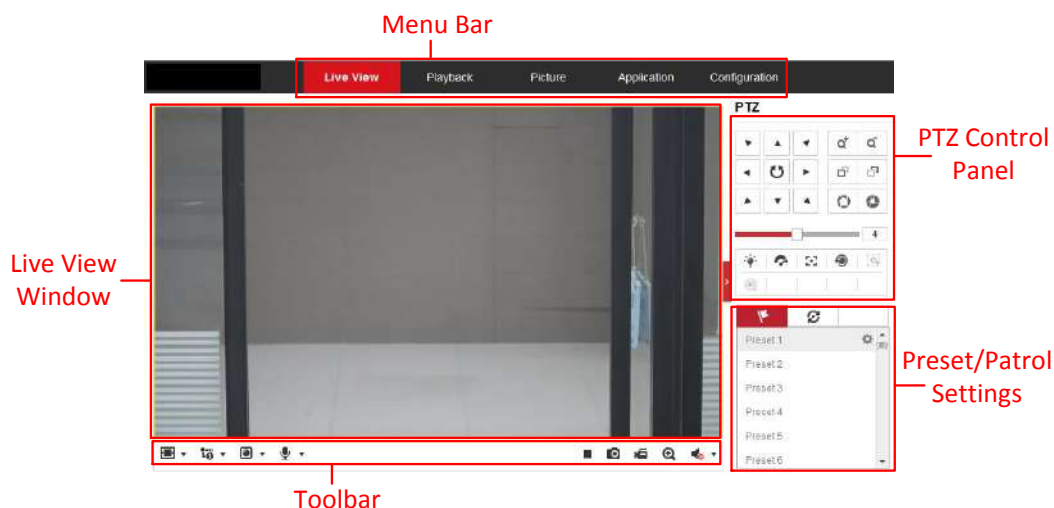 Menu Bar
Live View Playback Picture Application Configuration
PTZ
PTZ Control
Panel
4
Live View
Window
Preset 1
Preset 2
Preset 3
Preset 4
Preset 5
Preset 6
Preset/Patrol
Settings
Toolbar